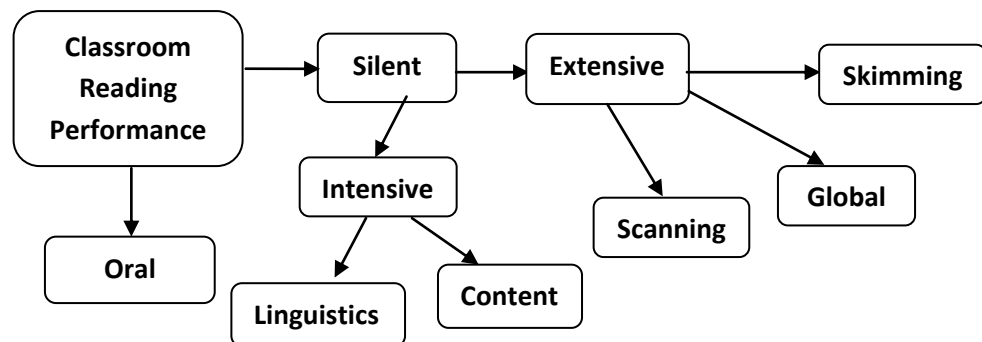 Classroom
Reading
Performance
Silent
Extensive
Skimming
Intensive
Global
Scanning
Oral
Content
Linguistics